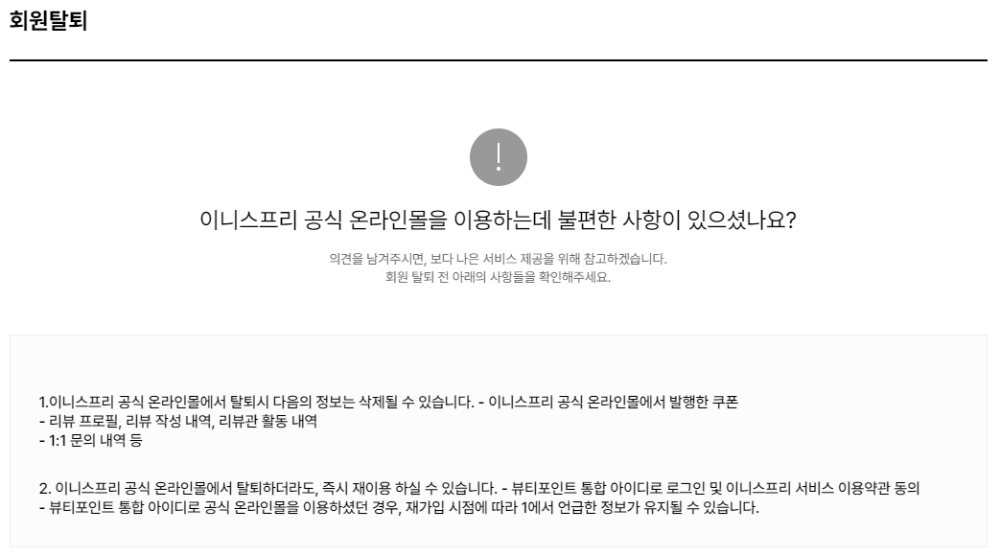 회원탈퇴
이니스프리 공식 온라인몰을 이용하는데 불편한 사항이 있으셨나요?
의견을 남겨주시면, 보다 나은 서비스 제공을 위해 참고하겠습니다.
회원 탈퇴 전 아래의 사항들을 확인해주세요.
1.이니스프리 공식 온라인몰에서 탈퇴시 다음의 정보는 삭제될 수 있습니다. - 이니스프리 공식 온라인몰에서 발행한 쿠폰
- 리뷰 프로필, 리뷰 작성 내역, 리뷰관 활동 내역
- 1:1 문의 내역 등
2. 이니스프리 공식 온라인몰에서 탈퇴하더라도, 즉시 재이용 하실 수 있습니다. - 뷰티포인트 통합 아이디로 로그인 및 이니스프리 서비스 이용약관 동의
- 뷰티포인트 통합 아이디로 공식 온라인몰을 이용하셨던 경우, 재가입 시점에 따라 1에서 언급한 정보가 유지될 수 있습니다.